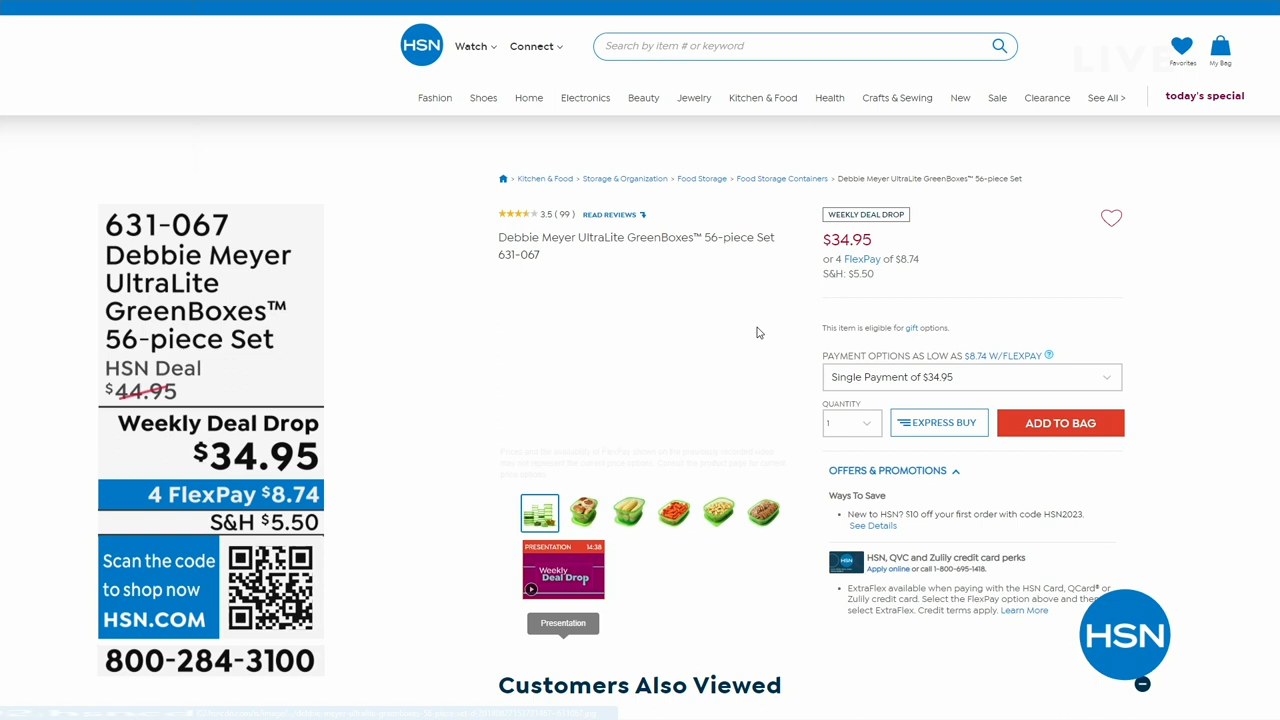 HSN
Watch
Connect
Search by item # or keyword
LIVE
Favorites
My Bag
Fashion
Shoes
Home
Electronics
Beauty
Jewelry
Kitchen & Food
Health
Crafts & Sewing
New
Sale
Clearance
See All >
today's special
> Kitchen & Food > Storage & Organization > Food Storage > Food Storage Containers > Debbie Meyer UltraLite GreenBoxes™ 56-piece Set
631-067
Debbie Meyer
UltraLite
GreenBoxes™
56-piece Set
HSN Deal
$44.95
Weekly Deal Drop
$34.95
4 FlexPay $8.74
S&H $5.50
Scan the code
to shop now
HSN.COM
800-284-3100
3.5 ( 99 )
READ REVIEWS
Debbie Meyer UltraLite GreenBoxes™ 56-piece Set
631-067
PRESENTATION 14:38
Weekly
Deal Drop
Presentation
WEEKLY DEAL DROP
$34.95
or 4 FlexPay of $8.74
S&H: $5.50
This item is eligible for gift options.
PAYMENT OPTIONS AS LOW AS $8.74 W/FLEXPAY ?
Single Payment of $34.95
QUANTITY
1
EXPRESS BUY
ADD TO BAG
OFFERS & PROMOTIONS
Ways To Save
• New to HSN? $10 off your first order with code HSN2023.
See Details
HSN
HSN, QVC and Zulily credit card perks
Apply online or call 1-800-695-1418.
• ExtraFlex available when paying with the HSN Card, QCard® or
Zulily credit card. Select the FlexPay option above and then
select ExtraFlex. Credit terms apply. Learn More
HSN
Customers Also Viewed